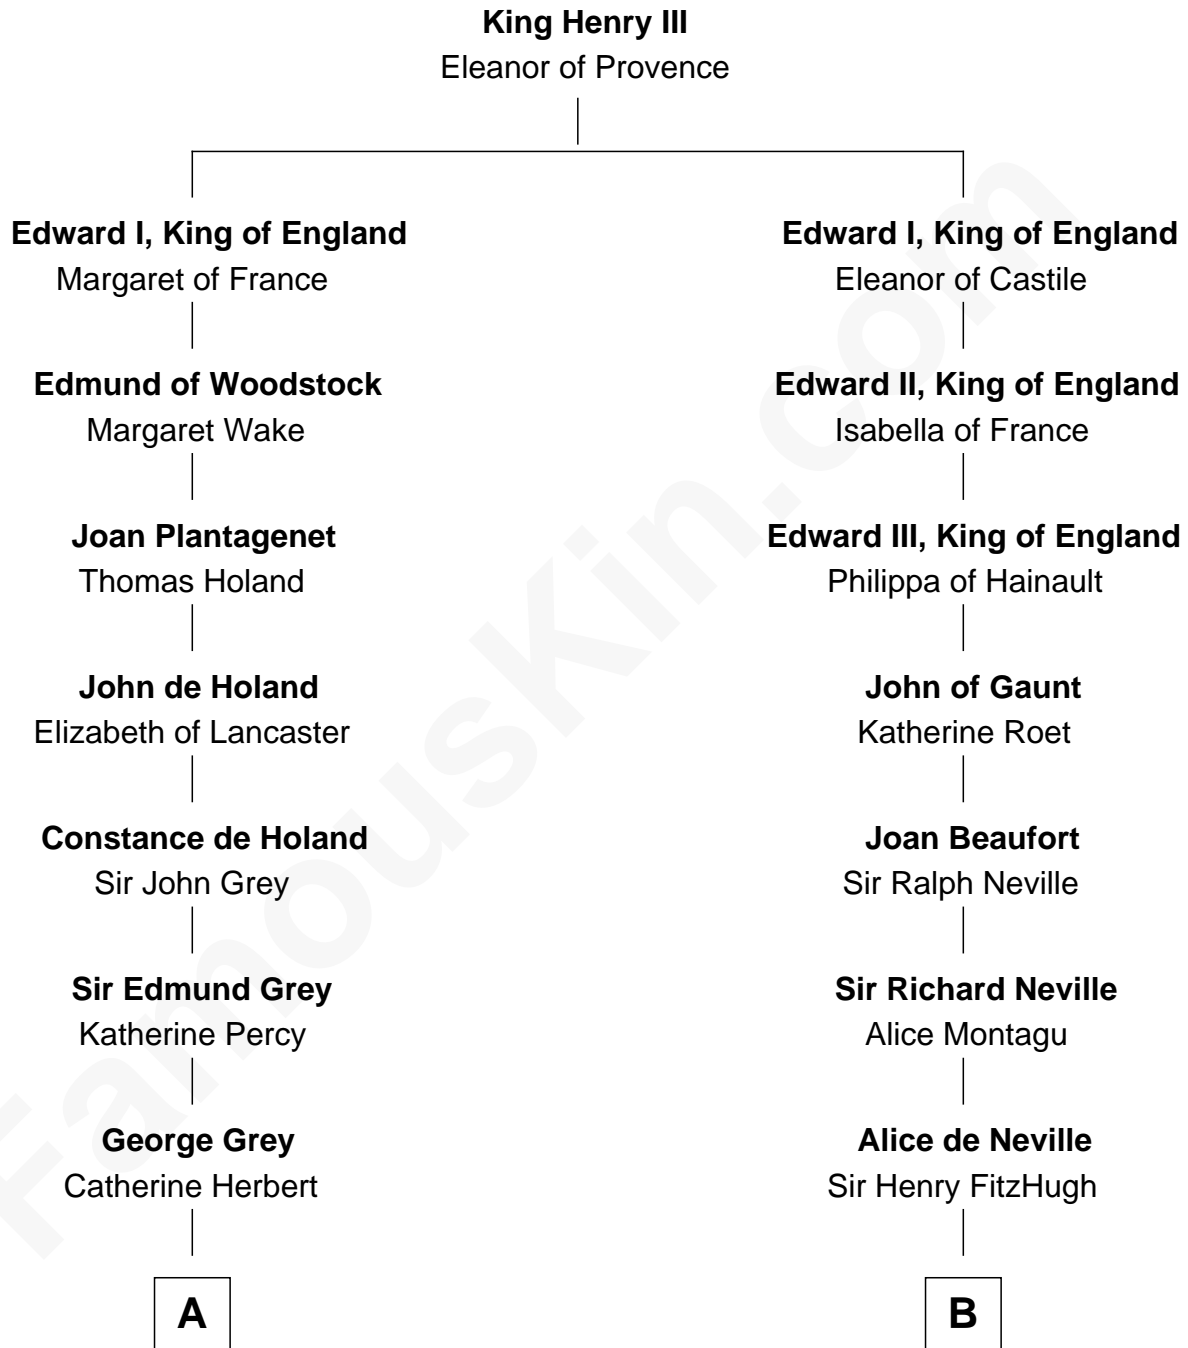 King Henry III
Eleanor of Provence
Edward I, King of England
Margaret of France
Edward I, King of England
Eleanor of Castile
Edmund of Woodstock
Margaret Wake
Edward II, King of England
Isabella of France
Joan Plantagenet
Thomas Holand
Edward III, King of England
Philippa of Hainault
John de Holand
Elizabeth of Lancaster
John of Gaunt
Katherine Roet
Constance de Holand
Sir John Grey
Joan Beaufort
Sir Ralph Neville
Sir Edmund Grey
Katherine Percy
Sir Richard Neville
Alice Montagu
George Grey
Catherine Herbert
Alice de Neville
Sir Henry FitzHugh
A
B
FamousKin.com